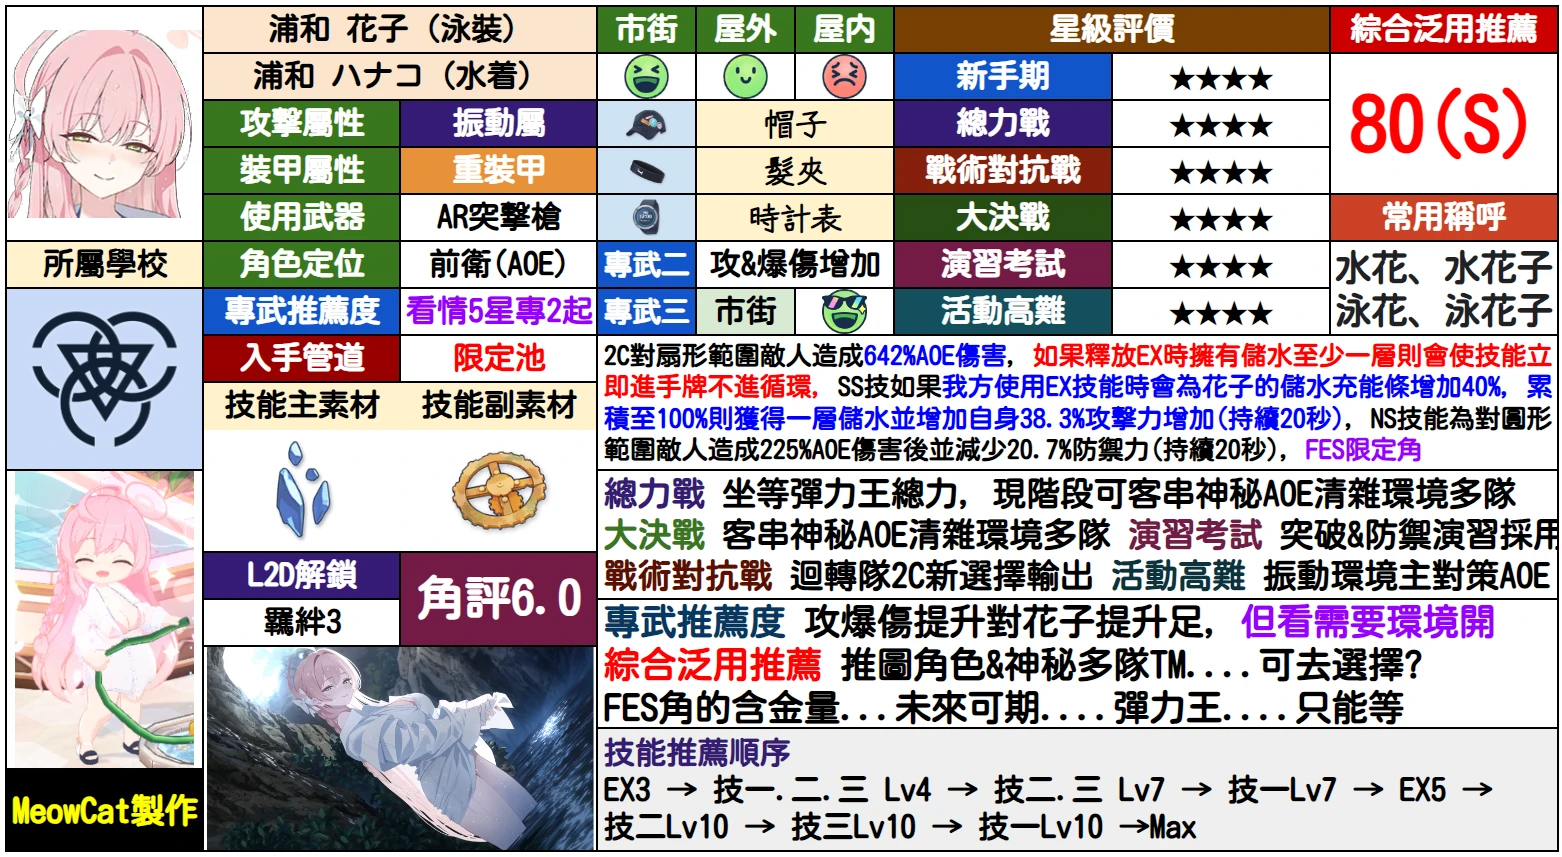 浦和 花子（泳裝）
浦和 ハナコ（水着）
市街 屋外 屋内 星級評價 綜合泛用推薦
新手期 ★★★★
80(S)
攻擊屬性 振動屬 帽子 總力戰 ★★★★
裝甲屬性 重裝甲 髮夾 戰術對抗戰 ★★★★
使用武器 AR突擊槍 時計表 大決戰 ★★★★ 常用稱呼
所屬學校 角色定位 前衛(AOE) 專武二 攻&爆傷增加 演習考試 ★★★★ 水花、水花子
專武推薦度 看情5星專2起 專武三 市街 活動高難 ★★★★ 泳花、泳花子
入手管道 限定池
技能主素材 技能副素材
L2D解鎖
羈絆3
角評6.0
2C對扇形範圍敵人造成642%AOE傷害, 如果釋放EX時擁有儲水至少一層則會使技能立
即進手牌不進循環, SS技如果我方使用EX技能時會為花子的儲水充能條增加40%, 累
積至100%則獲得一層儲水並增加自身38.3%攻擊力增加(持續20秒), NS技能為對圓形
範圍敵人造成225%AOE傷害後並減少20.7%防禦力(持續20秒), FES限定角
總力戰 坐等彈力王總力, 現階段可客串神秘AOE清雜環境多隊
大決戰 客串神秘AOE清雜環境多隊 演習考試 突破&防禦演習採用
戰術對抗戰 迴轉隊2C新選擇輸出 活動高難 振動環境主對策AOE
專武推薦度 攻爆傷提升對花子提升足, 但看需要環境開
綜合泛用推薦 推圖角色&神秘多隊TM....可去選擇?
FES角的含金量...未來可期....彈力王....只能等
技能推薦順序
EX3 → 技一.二.三 Lv4 → 技二.三 Lv7 → 技一Lv7 → EX5 →
技二Lv10 → 技三Lv10 → 技一Lv10 →Max
MeowCat製作